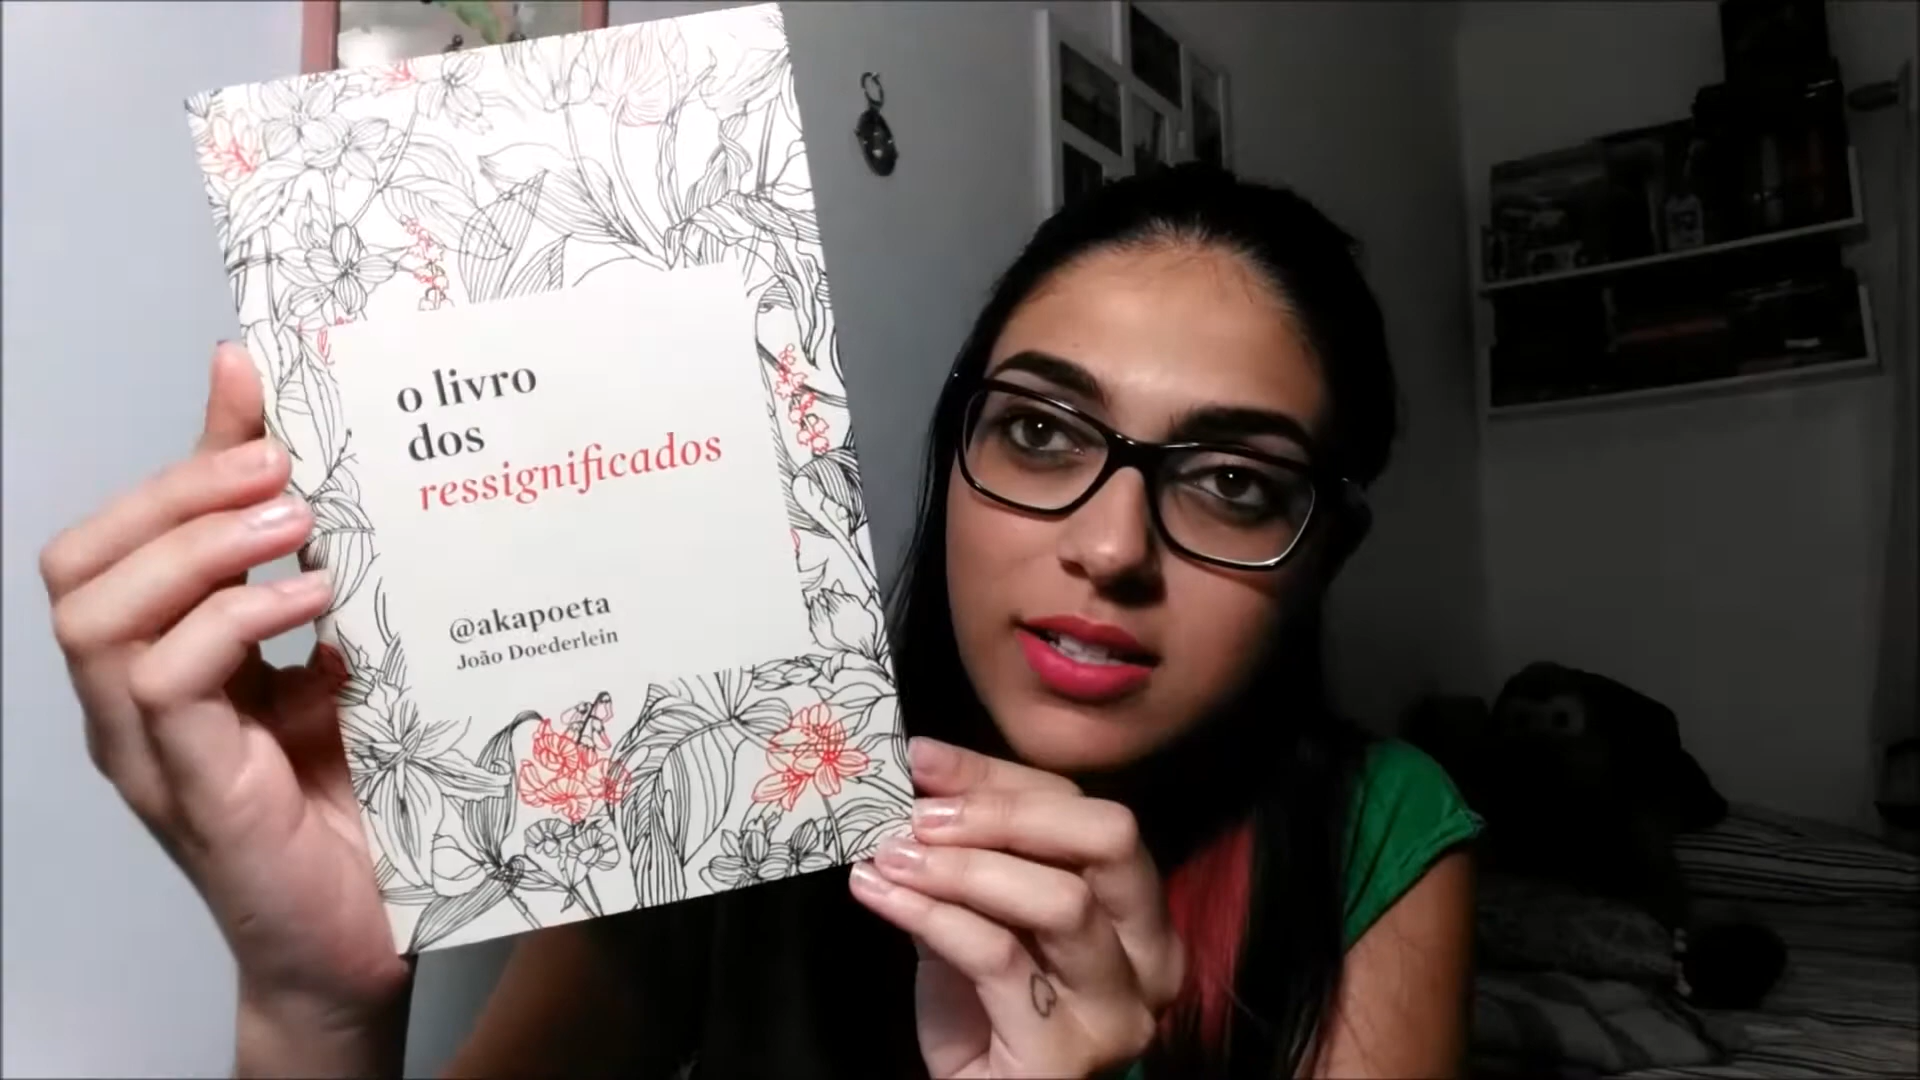 o livro
dos
ressignificados
@akapoeta
João Doederlein